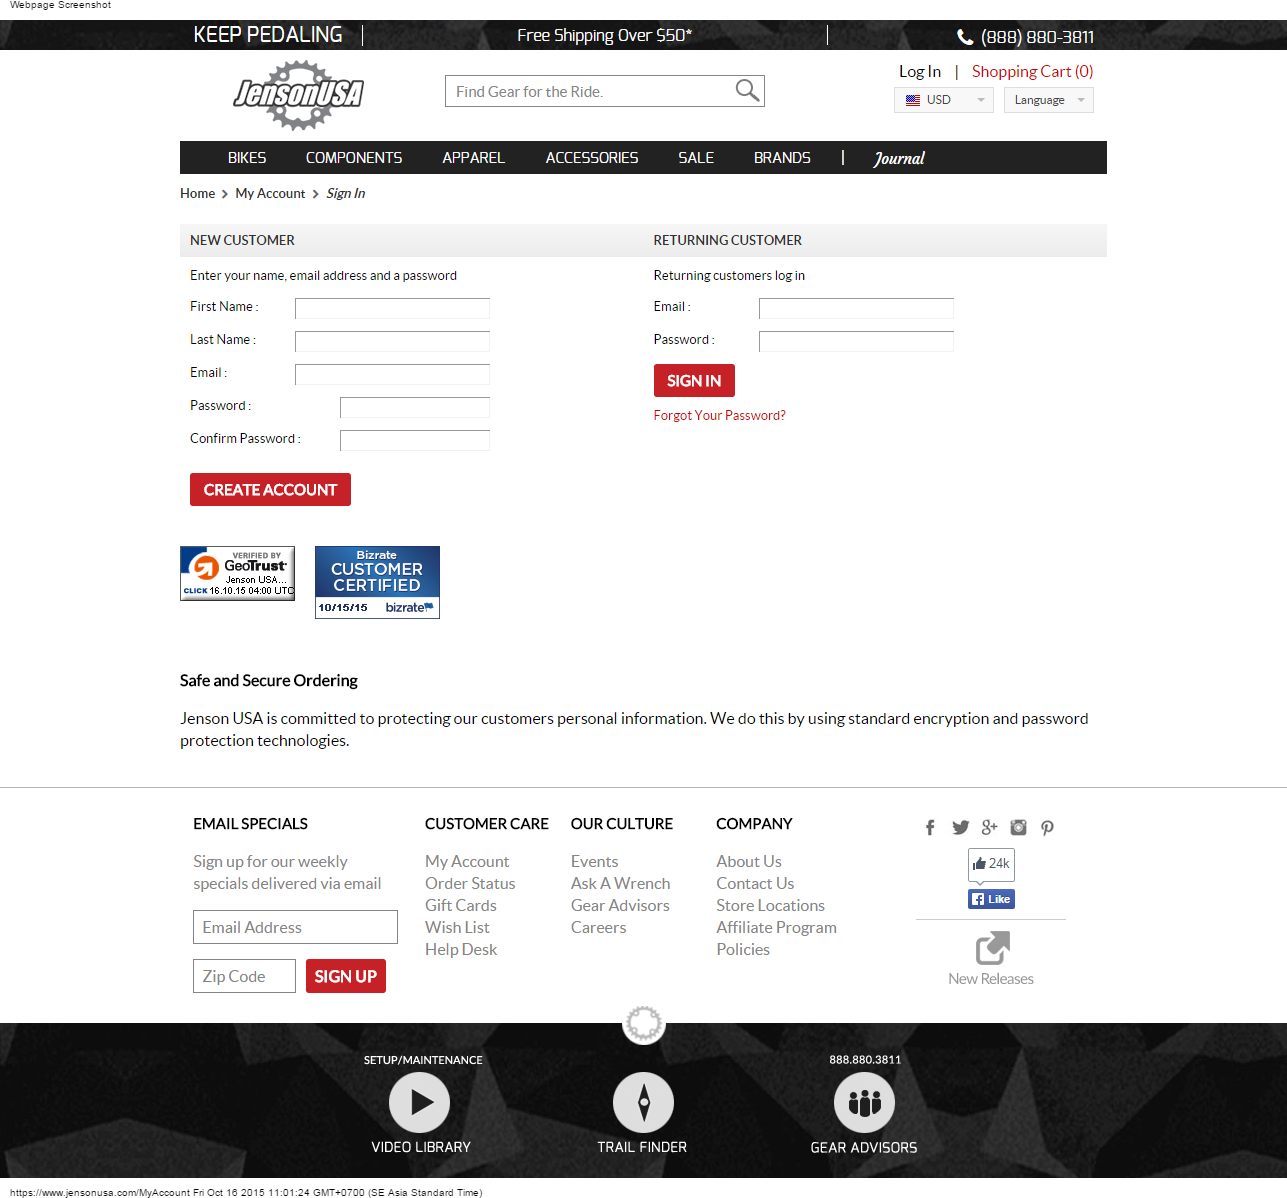 Webpage Screenshot
KEEP PEDALING
Free Shipping Over $50*
(888) 880-3811
JensonUSA
Find Gear for the Ride.
Log In | Shopping Cart (0)
USD
Language
BIKES COMPONENTS APPAREL ACCESSORIES SALE BRANDS | Journal
Home > My Account > Sign In
NEW CUSTOMER
Enter your name, email address and a password
First Name :
Last Name :
Email :
Password :
Confirm Password :
CREATE ACCOUNT
RETURNING CUSTOMER
Returning customers log in
Email :
Password :
SIGN IN
Forgot Your Password?
VERIFIED BY
GeoTrust
Jenson USA...
CLICK 16.10.15 04:00 UTC
Bizrate
CUSTOMER
CERTIFIED
10/15/15 bizrate
Safe and Secure Ordering
Jenson USA is committed to protecting our customers personal information. We do this by using standard encryption and password
protection technologies.
EMAIL SPECIALS
Sign up for our weekly
specials delivered via email
Email Address
Zip Code
SIGN UP
CUSTOMER CARE
My Account
Order Status
Gift Cards
Wish List
Help Desk
OUR CULTURE
Events
Ask A Wrench
Gear Advisors
Careers
COMPANY
About Us
Contact Us
Store Locations
Affiliate Program
Policies
24k
Like
New Releases
SETUP/MAINTENANCE
VIDEO LIBRARY
TRAIL FINDER
888.880.3811
GEAR ADVISORS
https://www.jensonusa.com/MyAccount Fri Oct 16 2015 11:01:24 GMT+0700 (SE Asia Standard Time)